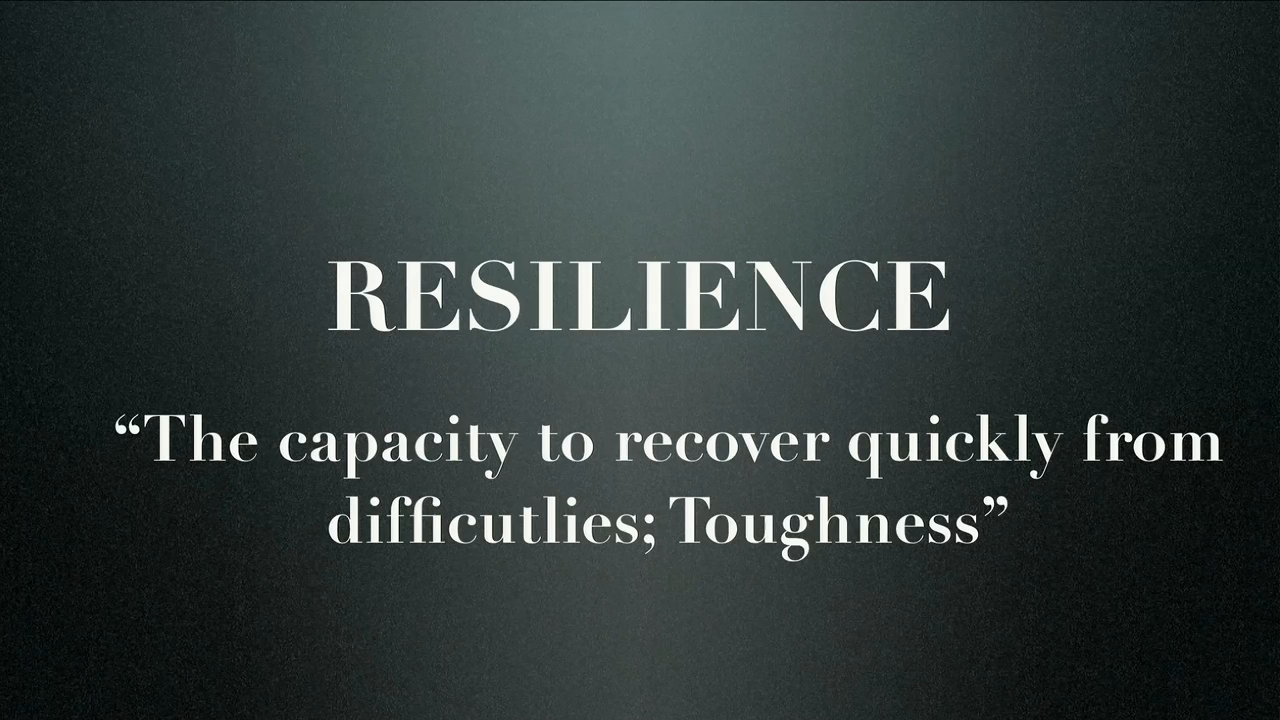 RESILIENCE
“The capacity to recover quickly from
difficutlies; Toughness”